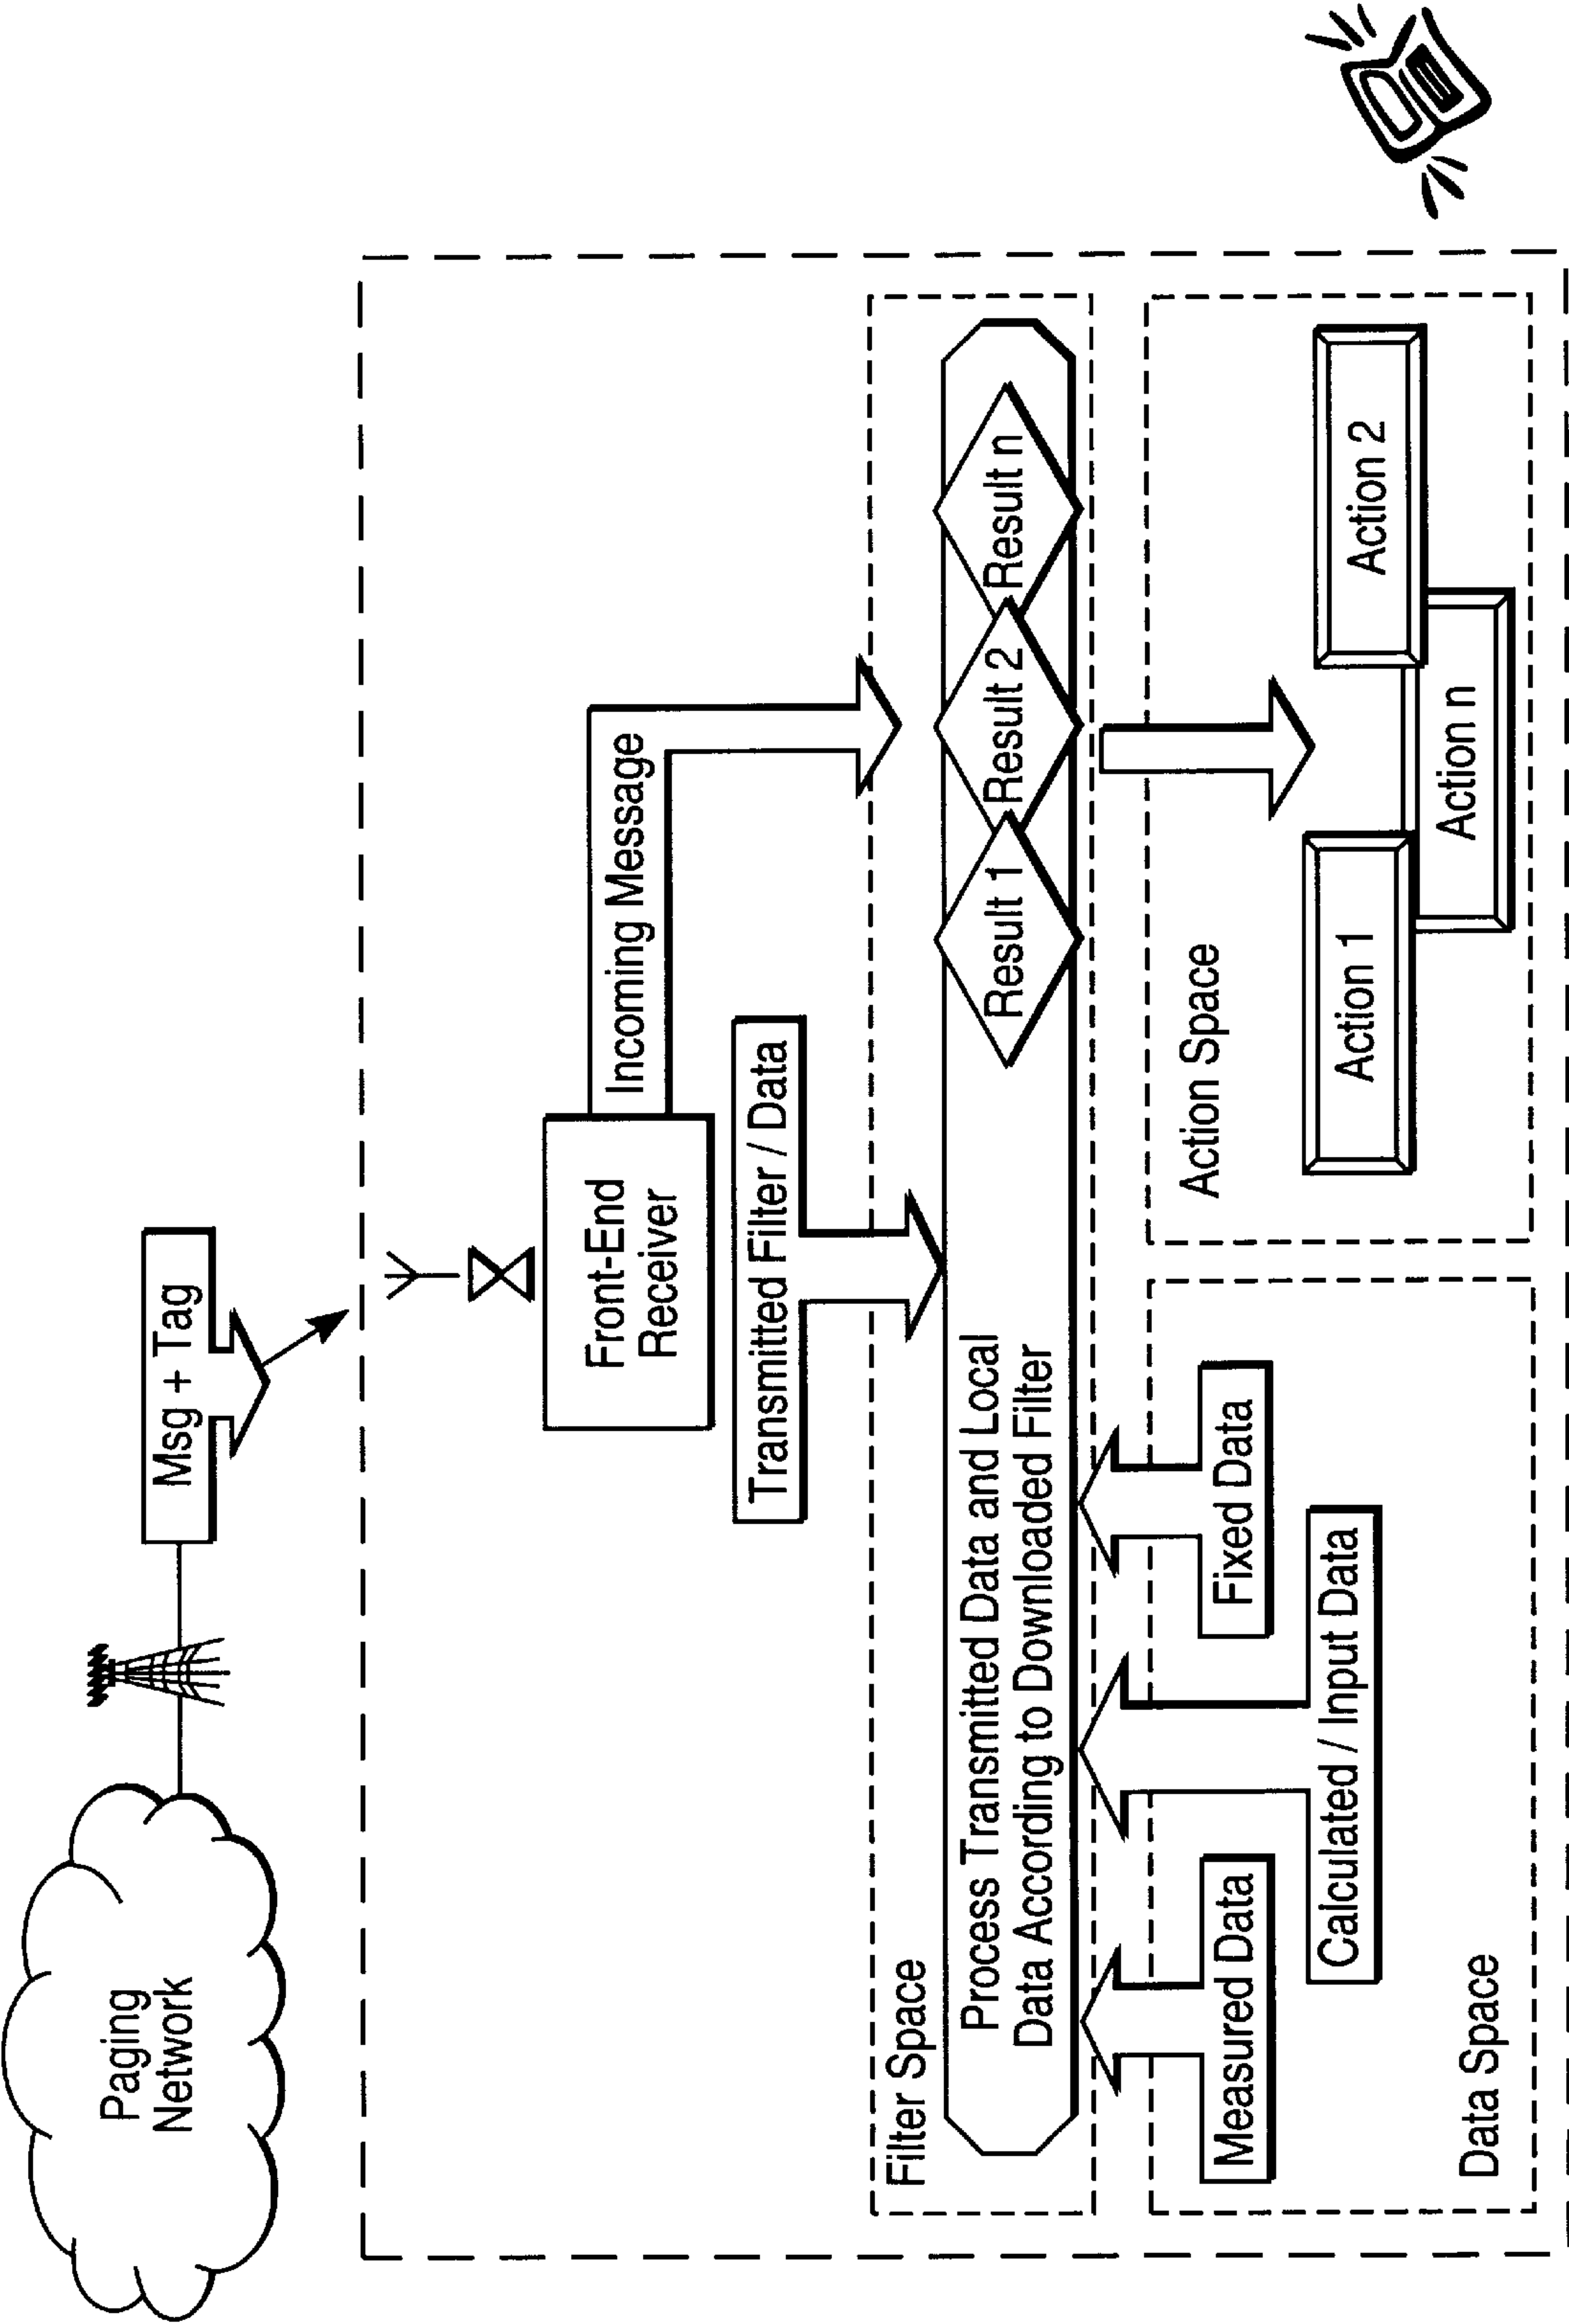 Paging
Network
Msg + Tag
Front-End
Receiver
Incoming Message
Transmitted Filter / Data
Filter Space
Process Transmitted Data and Local
Data According to Downloaded Filter
Result 1
Result 2
Result n
Measured Data
Calculated / Input Data
Fixed Data
Data Space
Action Space
Action 1
Action 2
Action n